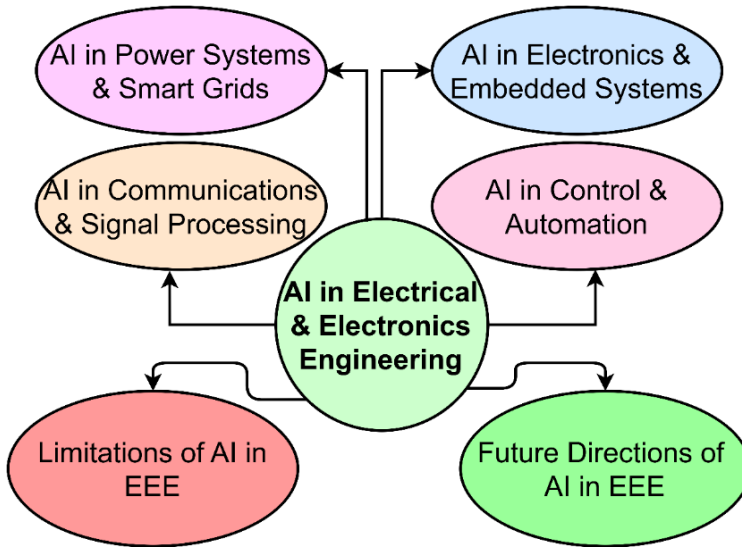 AI in Power Systems
& Smart Grids
AI in Electronics &
Embedded Systems
AI in Communications
& Signal Processing
AI in Control &
Automation
AI in Electrical
& Electronics
Engineering
Limitations of AI in
EEE
Future Directions of
AI in EEE